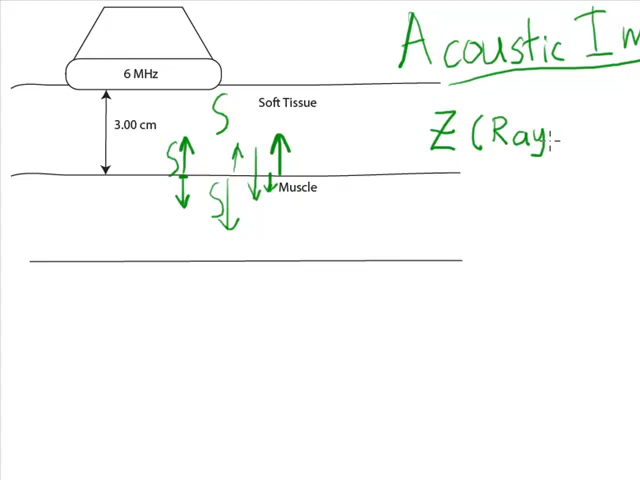 Acoustic Im
6 MHz
Soft Tissue
S
3.00 cm
Z (Ray
S
S
Muscle